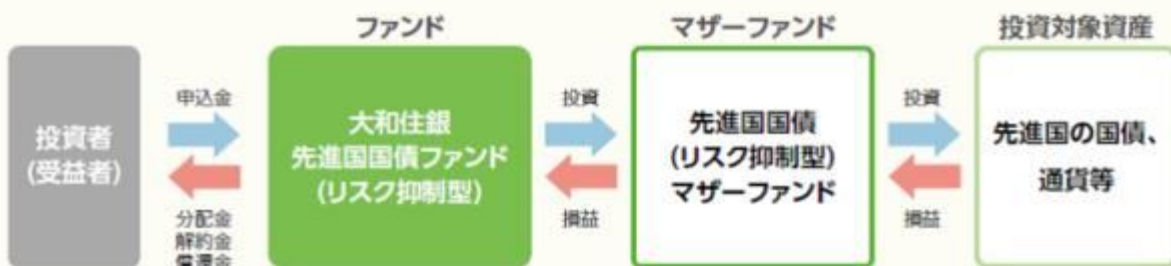 ファンド
マザーファンド
投資対象資産
投資者
(受益者)
申込金
分配金
解約金
償還金
大和住銀
先進国国債ファンド
(リスク抑制型)
投資
損益
先進国国債
(リスク抑制型)
マザーファンド
投資
損益
先進国の国債、
通貨等